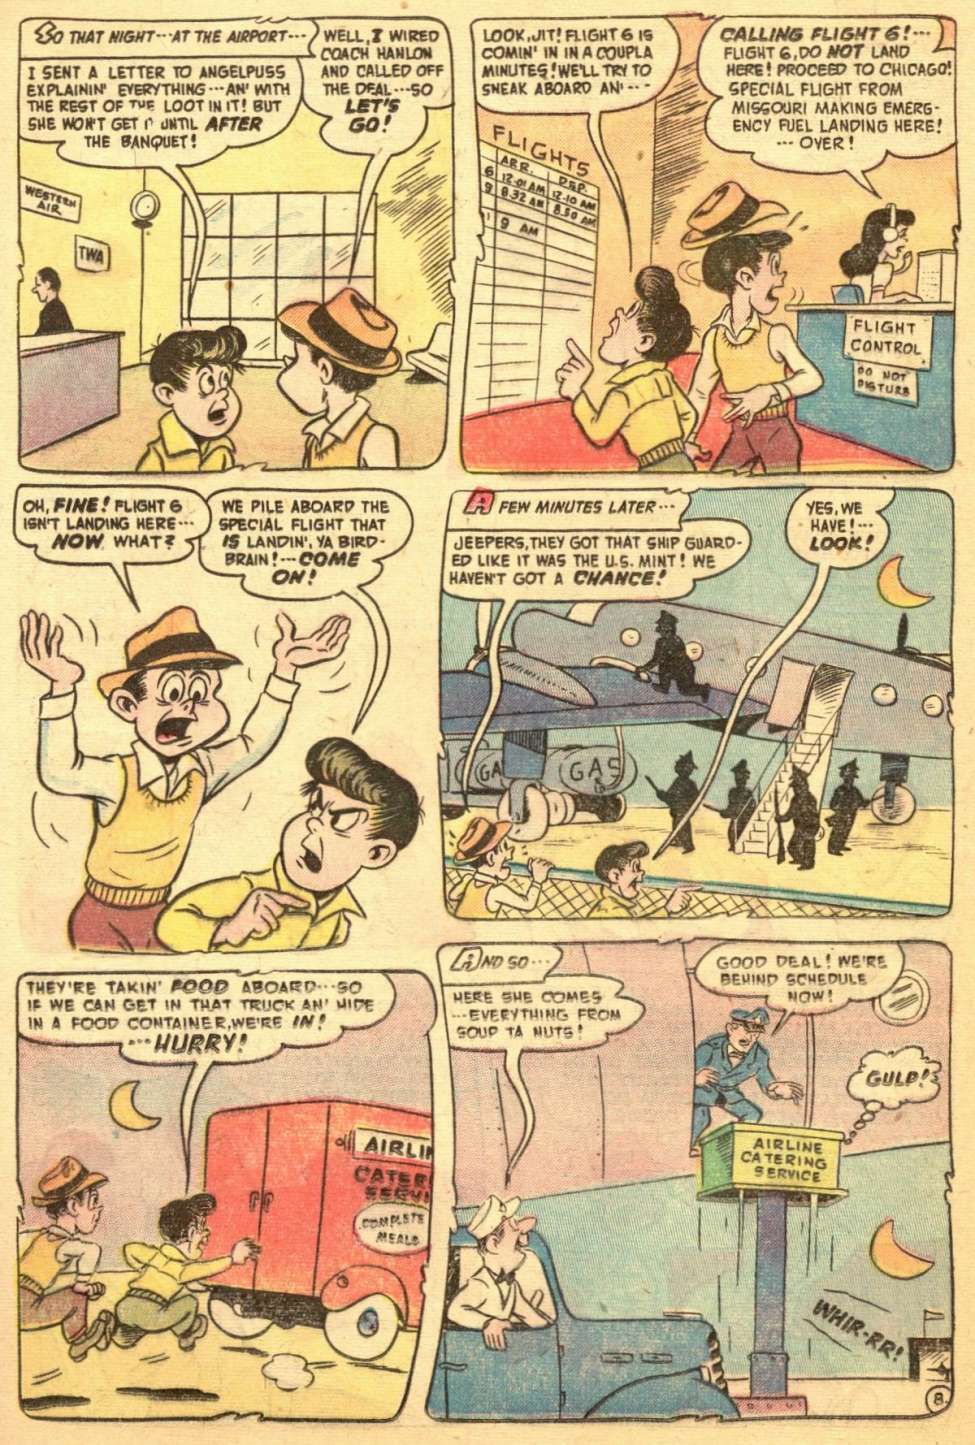 SO THAT NIGHT---AT THE AIRPORT---
I SENT A LETTER TO ANGELPUSS
EXPLAININ' EVERYTHING---AN' WITH
THE REST OF THE LOOT IN IT! BUT
SHE WON'T GET IT UNTIL AFTER
THE BANQUET!
WELL, I WIRED
COACH HANLON
AND CALLED OFF
THE DEAL---SO
LET'S
GO!
WESTERN
AIR
TWA
LOOK, JIT! FLIGHT 6 IS
COMIN' IN IN A COUPLA
MINUTES! WE'LL TRY TO
SNEAK ABOARD AN'---
CALLING FLIGHT 6!---
FLIGHT 6, DO NOT LAND
HERE! PROCEED TO CHICAGO!
SPECIAL FLIGHT FROM
MISSOURI MAKING EMERG-
ENCY FUEL LANDING HERE!
--- OVER!
FLIGHTS
ARR. DEP.
6 12.01 AM 12.10 AM
9 8.32 AM 8.50 AM
9 AM
FLIGHT
CONTROL
DO NOT
DISTURB
OH, FINE! FLIGHT 6
ISN'T LANDING HERE---
NOW WHAT?
WE PILE ABOARD THE
SPECIAL FLIGHT THAT
IS LANDIN', YA BIRD-
BRAIN!---COME
ON!
A FEW MINUTES LATER---
JEEPERS, THEY GOT THAT SHIP GUARD-
ED LIKE IT WAS THE U.S. MINT! WE
HAVEN'T GOT A CHANCE!
YES, WE
HAVE!---
LOOK!
GA
GAS
THEY'RE TAKIN' FOOD ABOARD---SO
IF WE CAN GET IN THAT TRUCK AN' HIDE
IN A FOOD CONTAINER, WE'RE IN!
---HURRY!
AIRLIN
CATERI
SERVI
COMPLETE
MEALS
AND SO---
HERE SHE COMES
---EVERYTHING FROM
SOUP TA NUTS!
GOOD DEAL! WE'RE
BEHIND SCHEDULE
NOW!
GULP!
AIRLINE
CATERING
SERVICE
WHIR-RR!
8